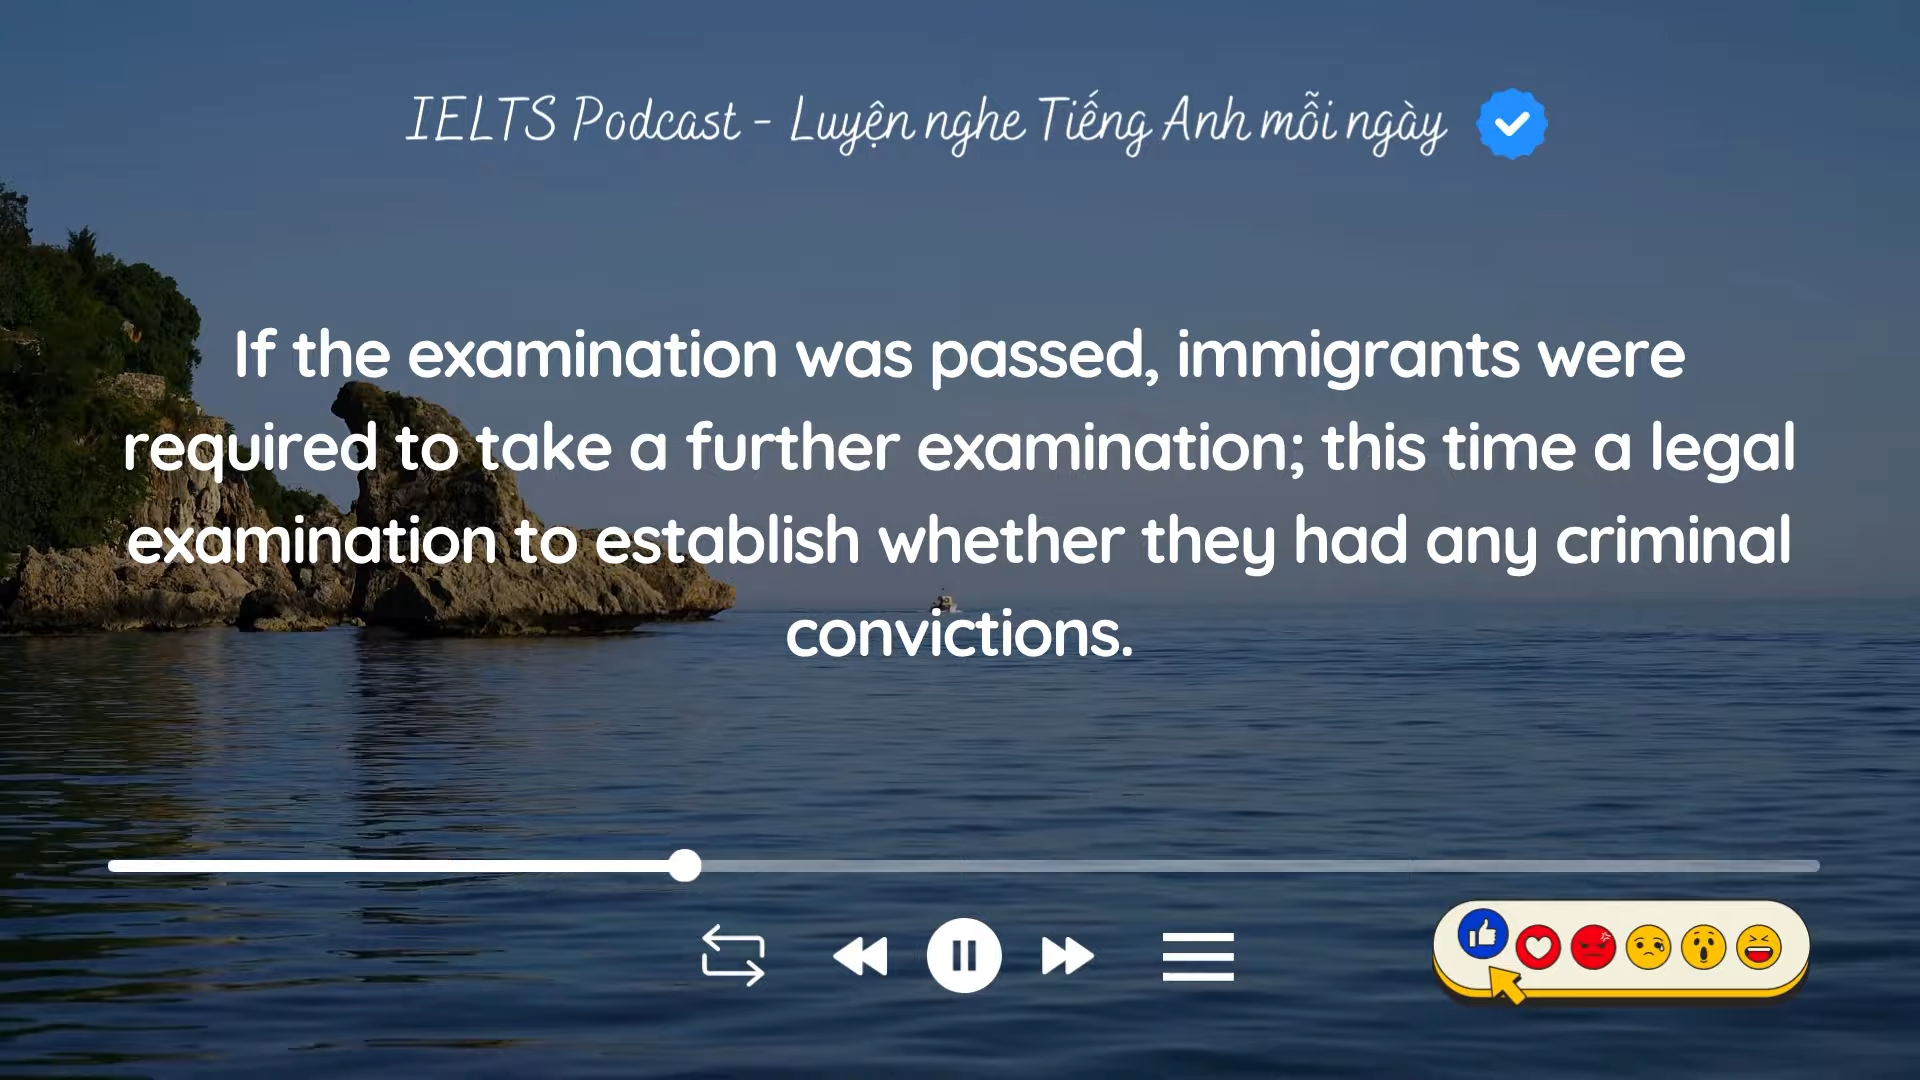 IELTS Podcast - Luyện nghe Tiếng Anh mỗi ngày
If the examination was passed, immigrants were
required to take a further examination; this time a legal
examination to establish whether they had any criminal
convictions.